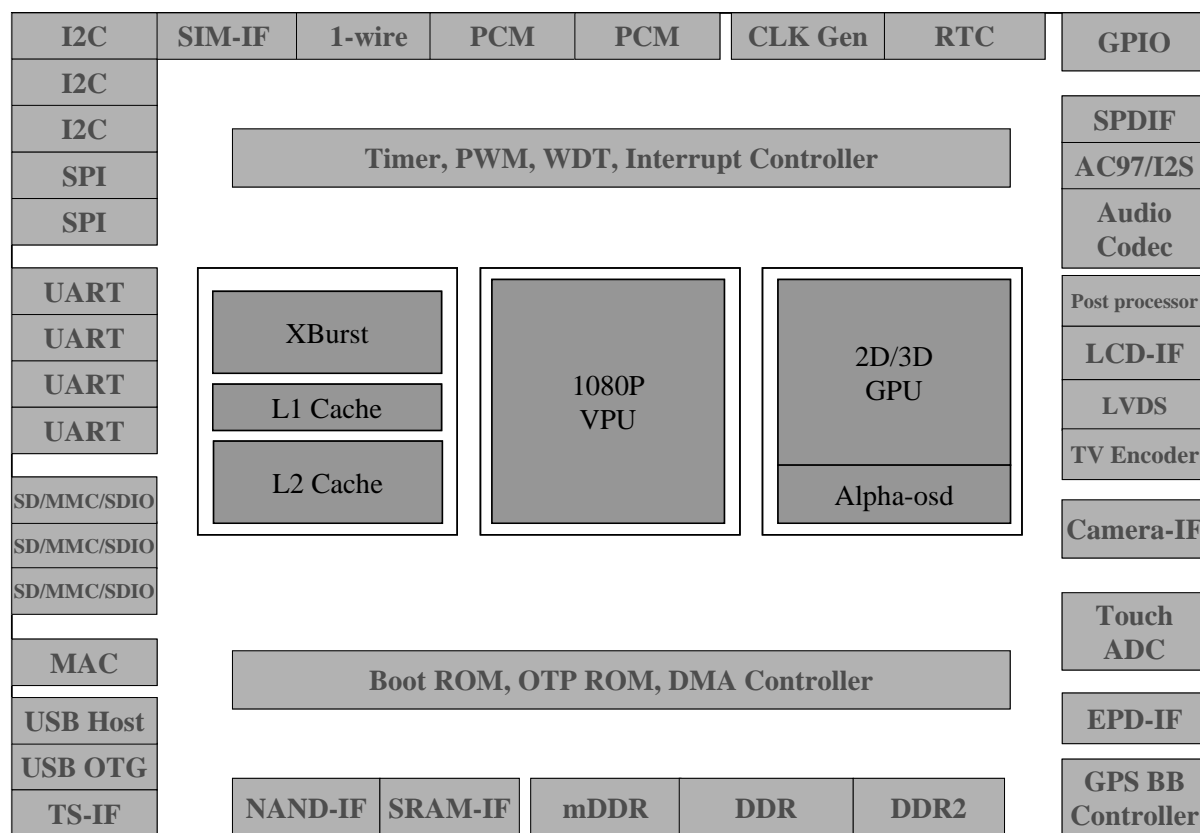 I2C
SIM-IF
1-wire
PCM
PCM
CLK Gen
RTC
GPIO
I2C
I2C
SPI
SPI
UART
UART
UART
UART
SD/MMC/SDIO
SD/MMC/SDIO
SD/MMC/SDIO
MAC
USB Host
USB OTG
TS-IF
Timer, PWM, WDT, Interrupt Controller
XBurst
L1 Cache
L2 Cache
1080P
VPU
2D/3D
GPU
Alpha-osd
Boot ROM, OTP ROM, DMA Controller
NAND-IF
SRAM-IF
mDDR
DDR
DDR2
SPDIF
AC97/I2S
Audio
Codec
Post processor
LCD-IF
LVDS
TV Encoder
Camera-IF
Touch
ADC
EPD-IF
GPS BB
Controller